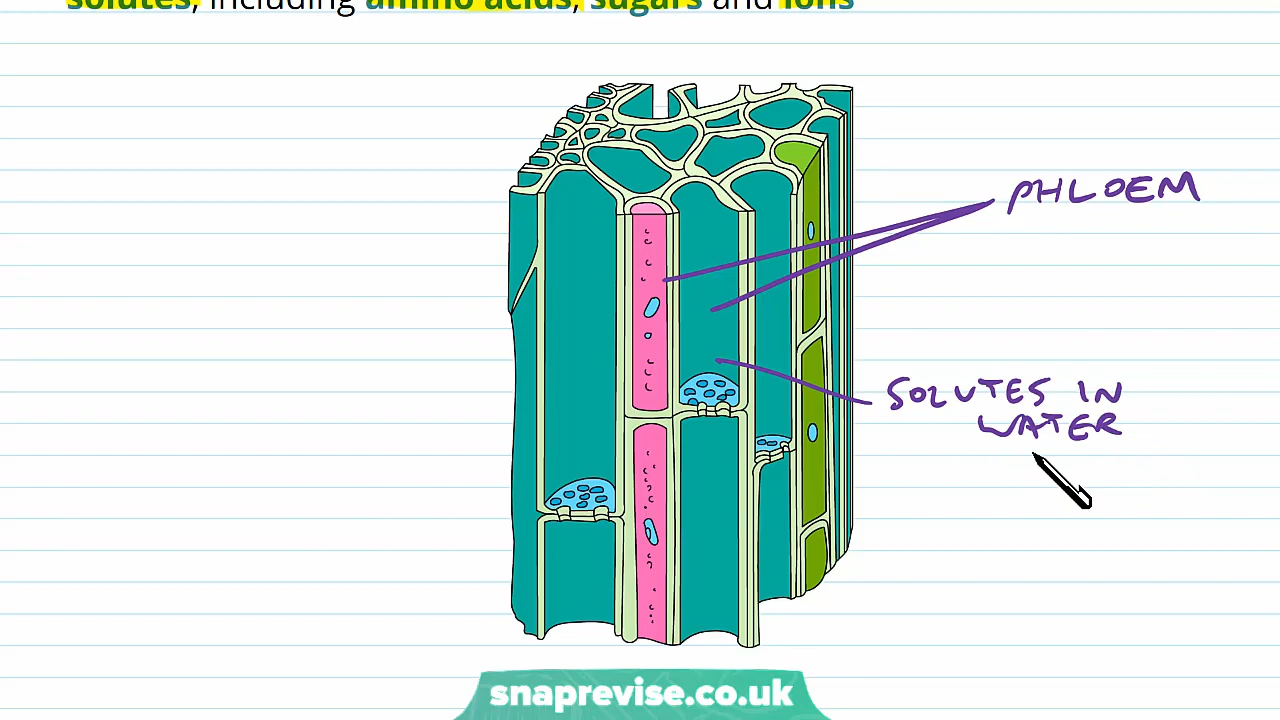 solutes, including amino acids, sugars and ions
PHLOEM
SOLUTES IN
WATER
snaprevise.co.uk